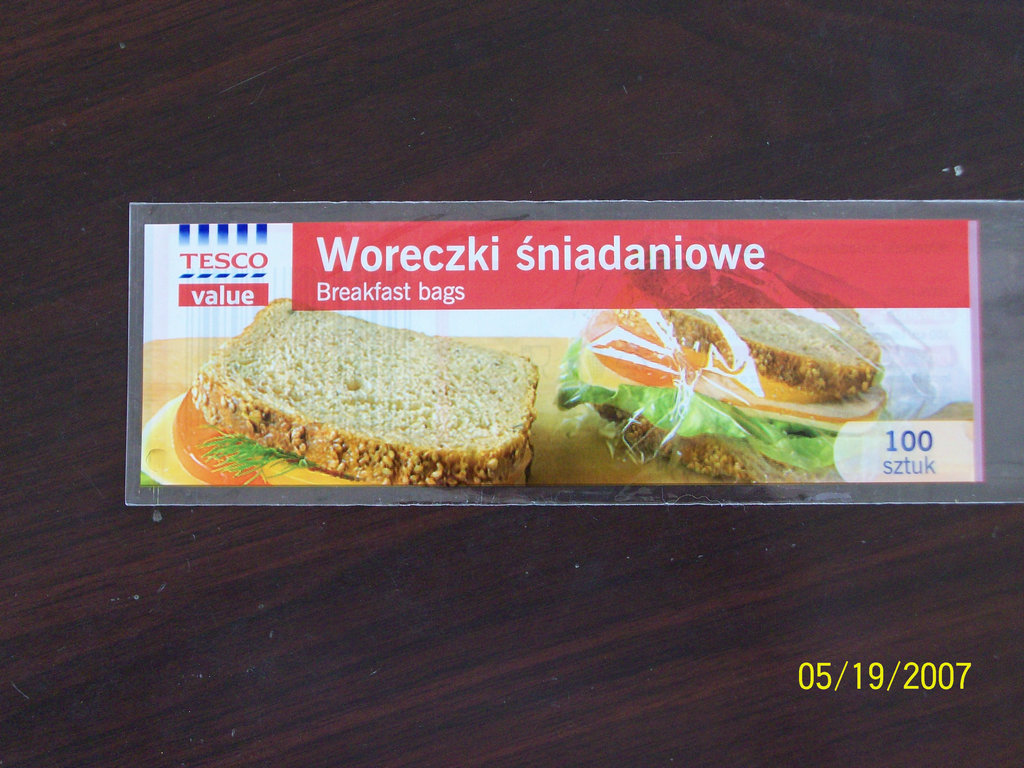 TESCO
value
Woreczki śniadaniowe
Breakfast bags
100
sztuk
05/19/2007